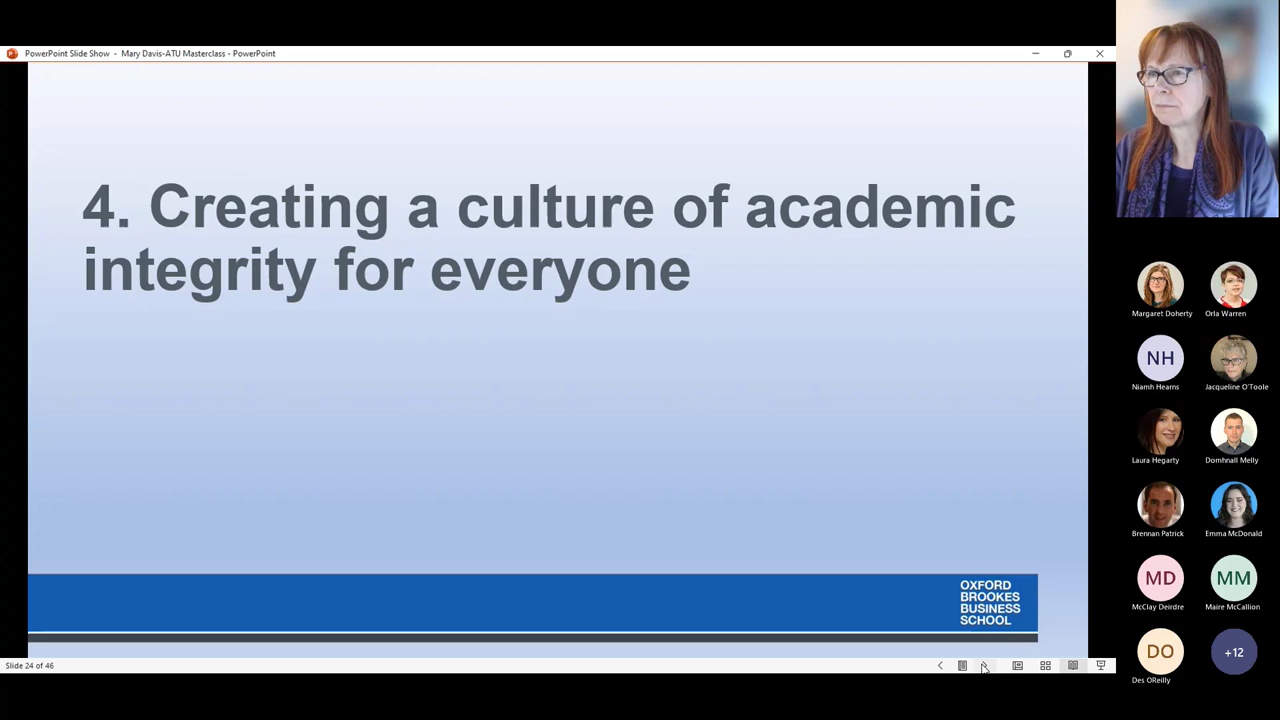 PowerPoint Slide Show - Mary Davis-ATU Masterclass - PowerPoint
4. Creating a culture of academic
integrity for everyone
OXFORD
BROOKES
BUSINESS
SCHOOL
Slide 24 of 46
Margaret Doherty
Orla Warren
NH
Niamh Hearns
Jacqueline O'Toole
Laura Hegarty
Domhnall Melly
Brennan Patrick
Emma McDonald
MD
MM
McClay Deirdre
Maire McCallion
DO
+12
Des OReilly